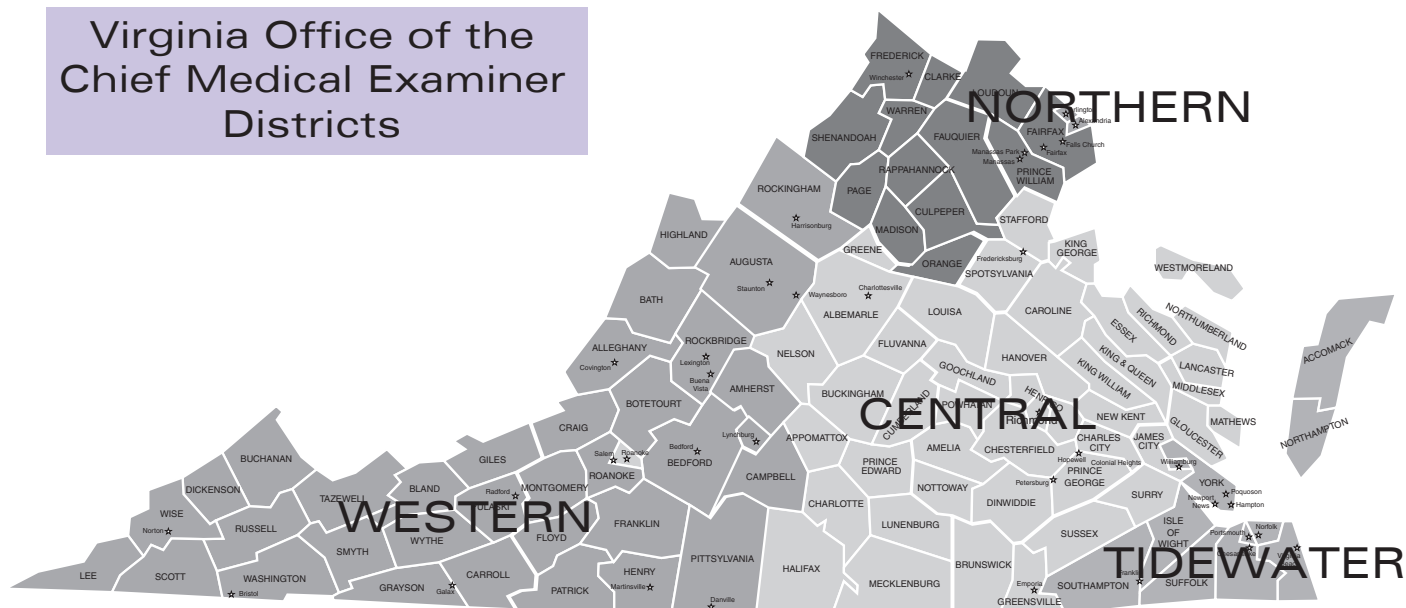 Virginia Office of the
Chief Medical Examiner
Districts
NORTHERN
CENTRAL
WESTERN
TIDEWATER
FREDERICK
Winchester
CLARKE
LOUDOUN
Arlington
Alexandria
WARREN
FAIRFAX
Falls Church
Fairfax
SHENANDOAH
FAUQUIER
Manassas Park
Manassas
RAPPAHANNOCK
PRINCE
WILLIAM
ROCKINGHAM
PAGE
CULPEPER
STAFFORD
Harrisonburg
MADISON
HIGHLAND
GREENE
KING
GEORGE
ORANGE
Fredericksburg
AUGUSTA
SPOTSYLVANIA
WESTMORELAND
Staunton
Waynesboro
Charlottesville
BATH
ALBEMARLE
LOUISA
CAROLINE
RICHMOND
NORTHUMBERLAND
ESSEX
ROCKBRIDGE
FLUVANNA
ALLEGHANY
NELSON
HANOVER
ACCOMACK
Lexington
Covington
KING & QUEEN
LANCASTER
Buena
Vista
GOOCHLAND
KING WILLIAM
AMHERST
BUCKINGHAM
MIDDLESEX
BOTETOURT
CUMBERLAND
POWHATAN
HENRICO
Richmond
NEW KENT
MATHEWS
CRAIG
GLOUCESTER
NORTHAMPTON
Lynchburg
APPOMATTOX
CHARLES
CITY
JAMES
CITY
AMELIA
CHESTERFIELD
Bedford
BEDFORD
Salem
Roanoke
ROANOKE
BUCHANAN
GILES
Hopewell
Colonial Heights
Williamburg
PRINCE
EDWARD
PRINCE
GEORGE
CAMPBELL
Petersburg
YORK
DICKENSON
BLAND
Radford
MONTGOMERY
NOTTOWAY
SURRY
Poquoson
TAZEWELL
CHARLOTTE
DINWIDDIE
Newport
News
Hampton
PULASKI
WISE
RUSSELL
FRANKLIN
LUNENBURG
ISLE
OF
WIGHT
Norton
WYTHE
FLOYD
SUSSEX
Norfolk
Portsmouth
SMYTH
PITTSYLVANIA
Chesapeake
LEE
SCOTT
WASHINGTON
CARROLL
HENRY
HALIFAX
BRUNSWICK
Franklin
GRAYSON
Galax
PATRICK
Martinsville
MECKLENBURG
Emporia
SOUTHAMPTON
SUFFOLK
Bristol
Danville
GREENSVILLE